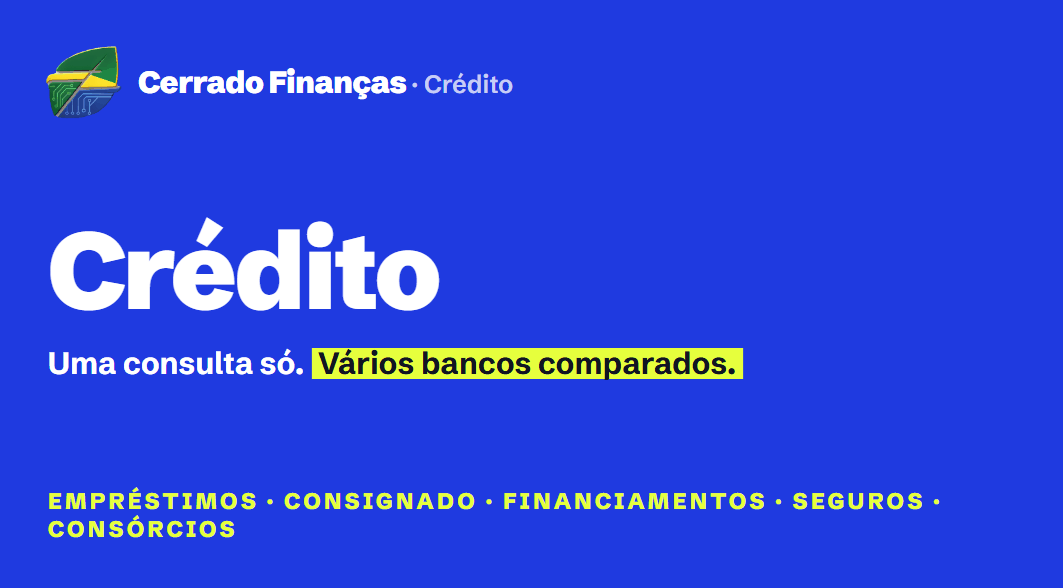 Cerrado Finanças · Crédito
Crédito
Uma consulta só. Vários bancos comparados.
EMPRÉSTIMOS · CONSIGNADO · FINANCIAMENTOS · SEGUROS ·
CONSÓRCIOS